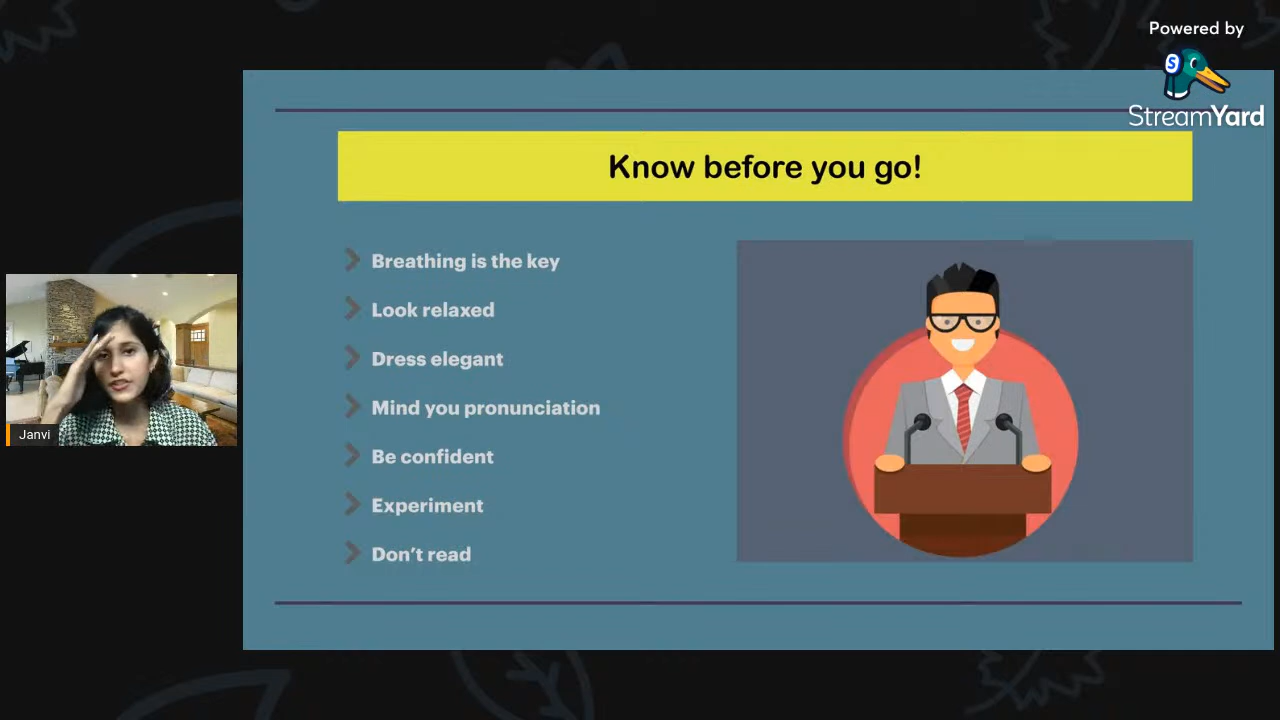 Powered by
S
StreamYard
Know before you go!
Breathing is the key
Look relaxed
Dress elegant
Mind you pronunciation
Be confident
Experiment
Don't read
Janvi